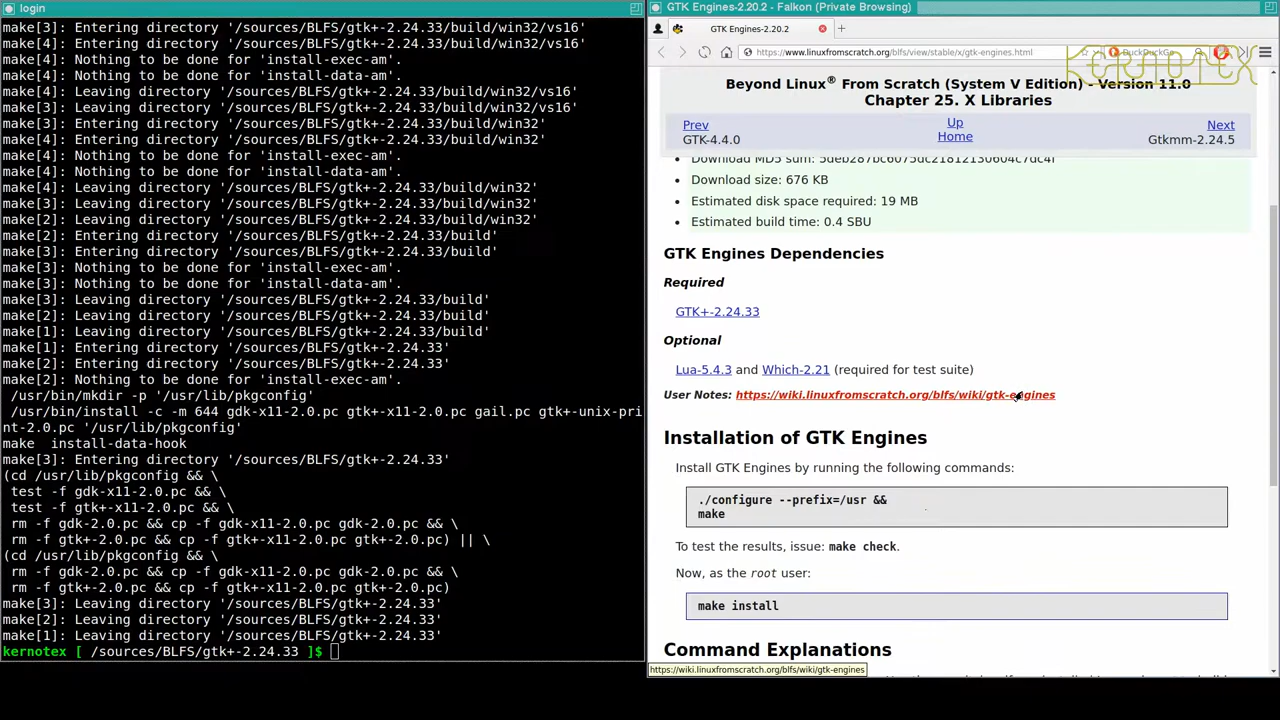 login
make[3]: Entering directory '/sources/BLFS/gtk+-2.24.33/build/win32/vs16'
make[4]: Entering directory '/sources/BLFS/gtk+-2.24.33/build/win32/vs16'
make[4]: Nothing to be done for 'install-exec-am'.
make[4]: Nothing to be done for 'install-data-am'.
make[4]: Leaving directory '/sources/BLFS/gtk+-2.24.33/build/win32/vs16'
make[3]: Leaving directory '/sources/BLFS/gtk+-2.24.33/build/win32/vs16'
make[3]: Entering directory '/sources/BLFS/gtk+-2.24.33/build/win32'
make[4]: Entering directory '/sources/BLFS/gtk+-2.24.33/build/win32'
make[4]: Nothing to be done for 'install-exec-am'.
make[4]: Nothing to be done for 'install-data-am'.
make[4]: Leaving directory '/sources/BLFS/gtk+-2.24.33/build/win32'
make[3]: Leaving directory '/sources/BLFS/gtk+-2.24.33/build/win32'
make[2]: Leaving directory '/sources/BLFS/gtk+-2.24.33/build/win32'
make[2]: Entering directory '/sources/BLFS/gtk+-2.24.33/build'
make[3]: Entering directory '/sources/BLFS/gtk+-2.24.33/build'
make[3]: Nothing to be done for 'install-exec-am'.
make[3]: Nothing to be done for 'install-data-am'.
make[3]: Leaving directory '/sources/BLFS/gtk+-2.24.33/build'
make[2]: Leaving directory '/sources/BLFS/gtk+-2.24.33/build'
make[1]: Leaving directory '/sources/BLFS/gtk+-2.24.33/build'
make[1]: Entering directory '/sources/BLFS/gtk+-2.24.33'
make[2]: Entering directory '/sources/BLFS/gtk+-2.24.33'
make[2]: Nothing to be done for 'install-exec-am'.
/usr/bin/mkdir -p '/usr/lib/pkgconfig'
/usr/bin/install -c -m 644 gdk-x11-2.0.pc gtk+-x11-2.0.pc gail.pc gtk+-unix-pri
nt-2.0.pc '/usr/lib/pkgconfig'
make  install-data-hook
make[3]: Entering directory '/sources/BLFS/gtk+-2.24.33'
(cd /usr/lib/pkgconfig && \
test -f gdk-x11-2.0.pc && \
test -f gtk+-x11-2.0.pc && \
rm -f gdk-2.0.pc && cp -f gdk-x11-2.0.pc gdk-2.0.pc && \
rm -f gtk+-2.0.pc && cp -f gtk+-x11-2.0.pc gtk+-2.0.pc) || \
(cd /usr/lib/pkgconfig && \
rm -f gdk-2.0.pc && cp -f gdk-x11-2.0.pc gdk-2.0.pc && \
rm -f gtk+-2.0.pc && cp -f gtk+-x11-2.0.pc gtk+-2.0.pc)
make[3]: Leaving directory '/sources/BLFS/gtk+-2.24.33'
make[2]: Leaving directory '/sources/BLFS/gtk+-2.24.33'
make[1]: Leaving directory '/sources/BLFS/gtk+-2.24.33'
kernotex [ /sources/BLFS/gtk+-2.24.33 ]$
GTK Engines-2.20.2 - Falkon (Private Browsing)
GTK Engines-2.20.2
https://www.linuxfromscratch.org/blfs/view/stable/x/gtk-engines.html
DuckDuckGo
KERNOTEX
Beyond Linux® From Scratch (System V Edition) - Version 11.0
Chapter 25. X Libraries
Prev Up Next
GTK-4.4.0 Home Gtkmm-2.24.5
Download MD5 sum: 5deb287bc6075dc21812130604c7dc4f
Download size: 676 KB
Estimated disk space required: 19 MB
Estimated build time: 0.4 SBU
GTK Engines Dependencies
Required
GTK+-2.24.33
Optional
Lua-5.4.3 and Which-2.21 (required for test suite)
User Notes: https://wiki.linuxfromscratch.org/blfs/wiki/gtk-engines
Installation of GTK Engines
Install GTK Engines by running the following commands:
./configure --prefix=/usr &&
make
To test the results, issue: make check.
Now, as the root user:
make install
Command Explanations
https://wiki.linuxfromscratch.org/blfs/wiki/gtk-engines